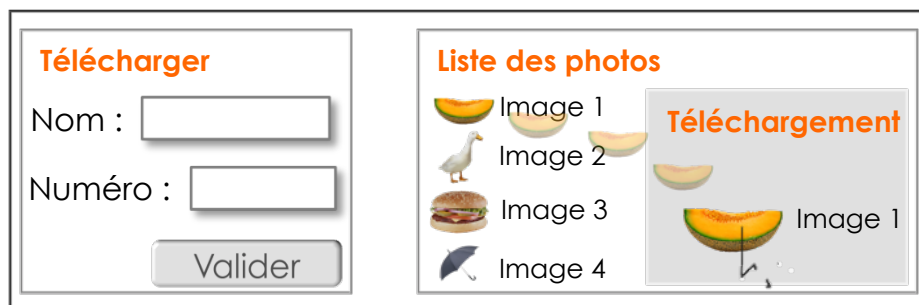 Télécharger
Nom :
Numéro :
Valider
Liste des photos
Image 1
Image 2
Image 3
Image 4
Téléchargement
Image 1